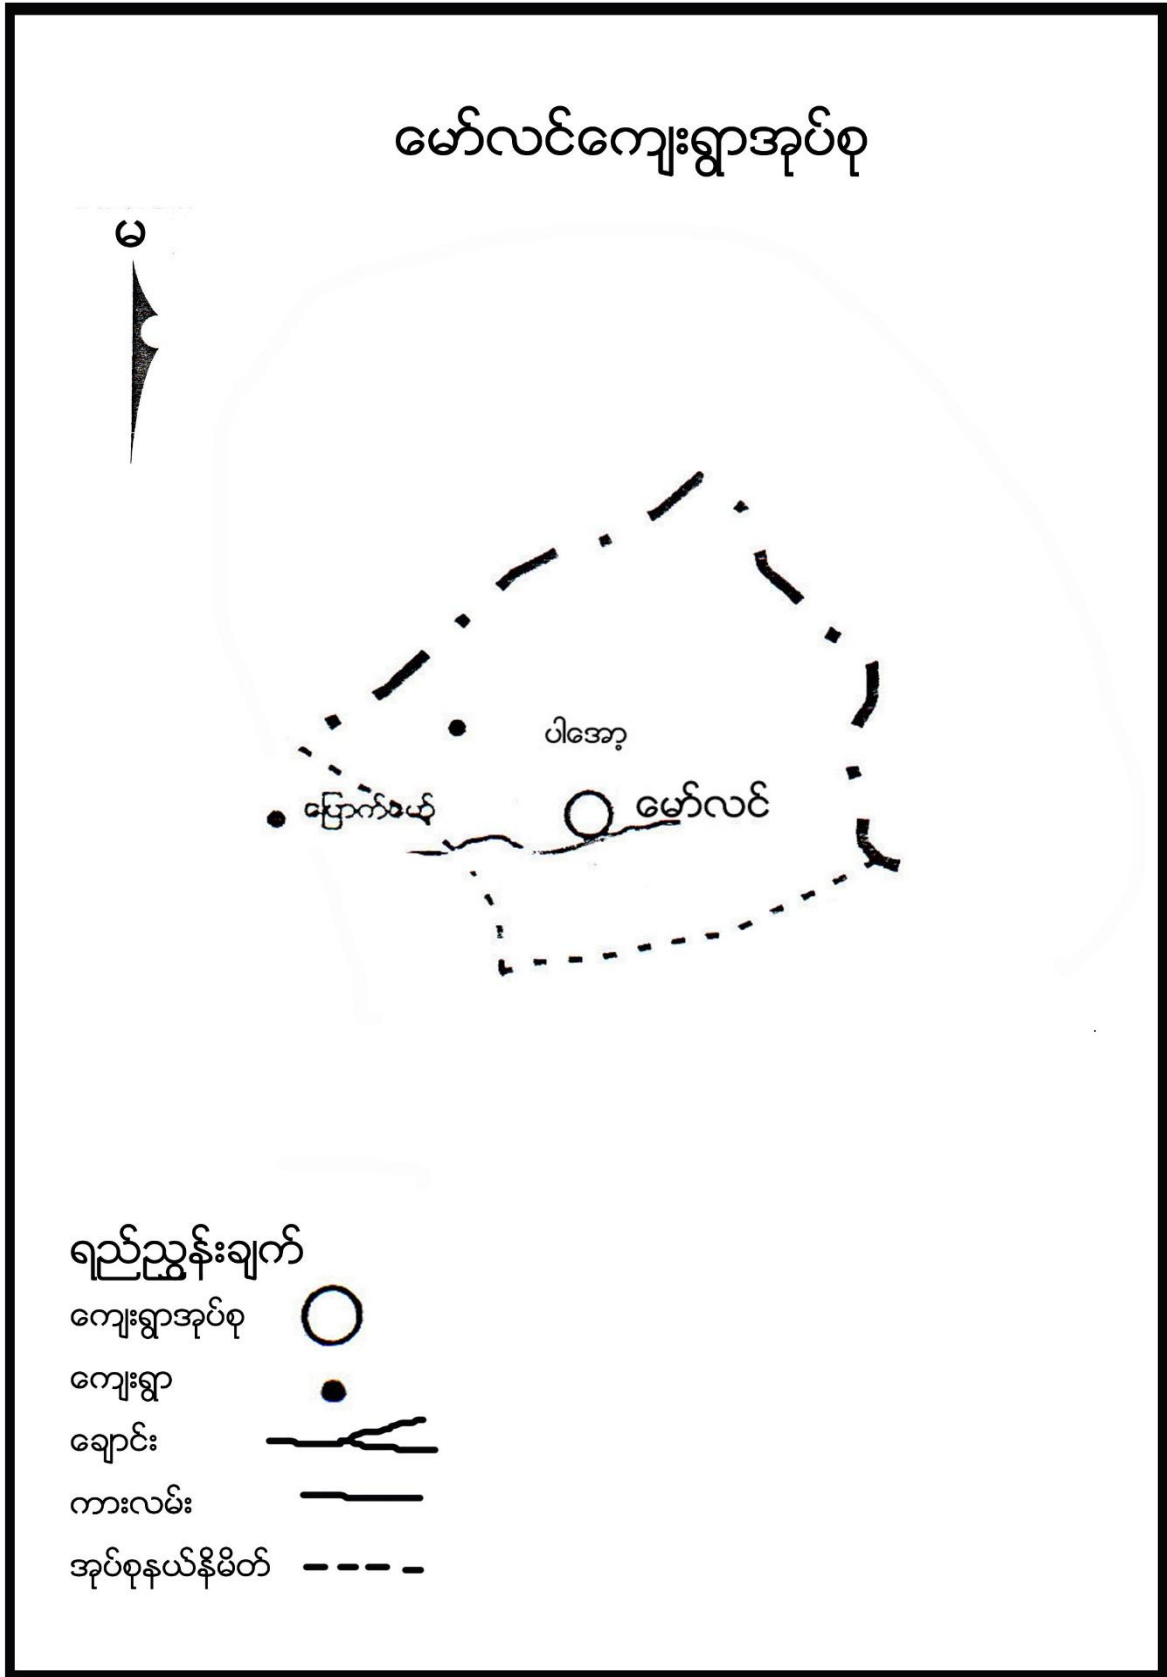 မော်လင်ကျေးရွာအုပ်စု
မ
ပါအော့
မော်လင်
ရည်ညွှန်းချက်
ကျေးရွာအုပ်စု
ကျေးရွာ
ချောင်း
ကားလမ်း
အုပ်စုနယ်နိမိတ်